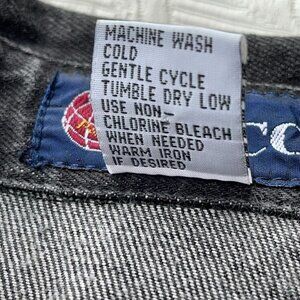 MACHINE WASH
COLD
GENTLE CYCLE
TUMBLE DRY LOW
USE NON-
CHLORINE BLEACH
WHEN NEEDED
WARM IRON
IF DESIRED